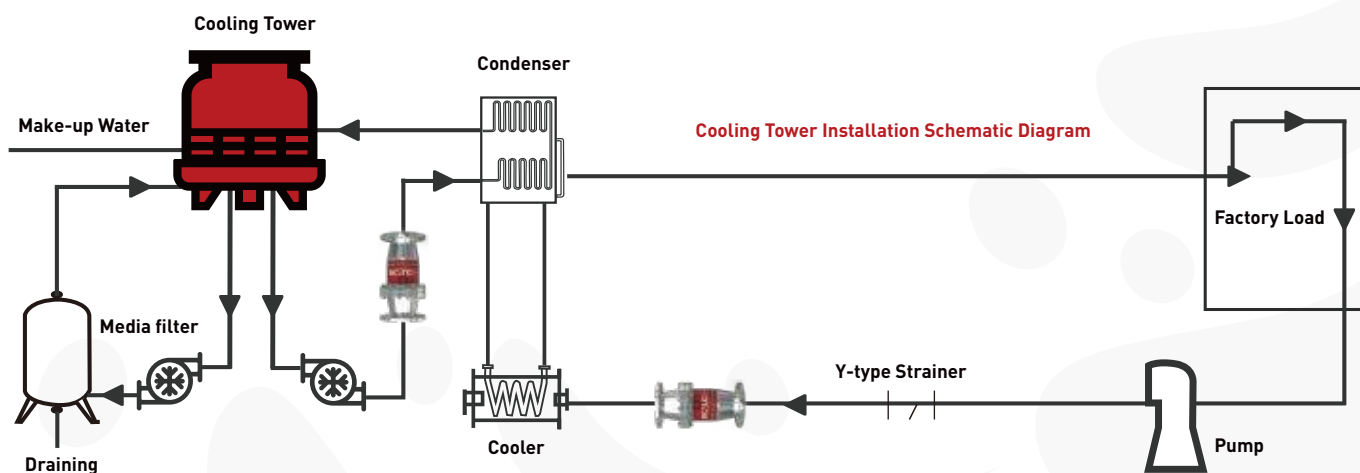 Cooling Tower
Condenser
Make-up Water
Cooling Tower Installation Schematic Diagram
Factory Load
Media filter
Y-type Strainer
Cooler
Pump
Draining